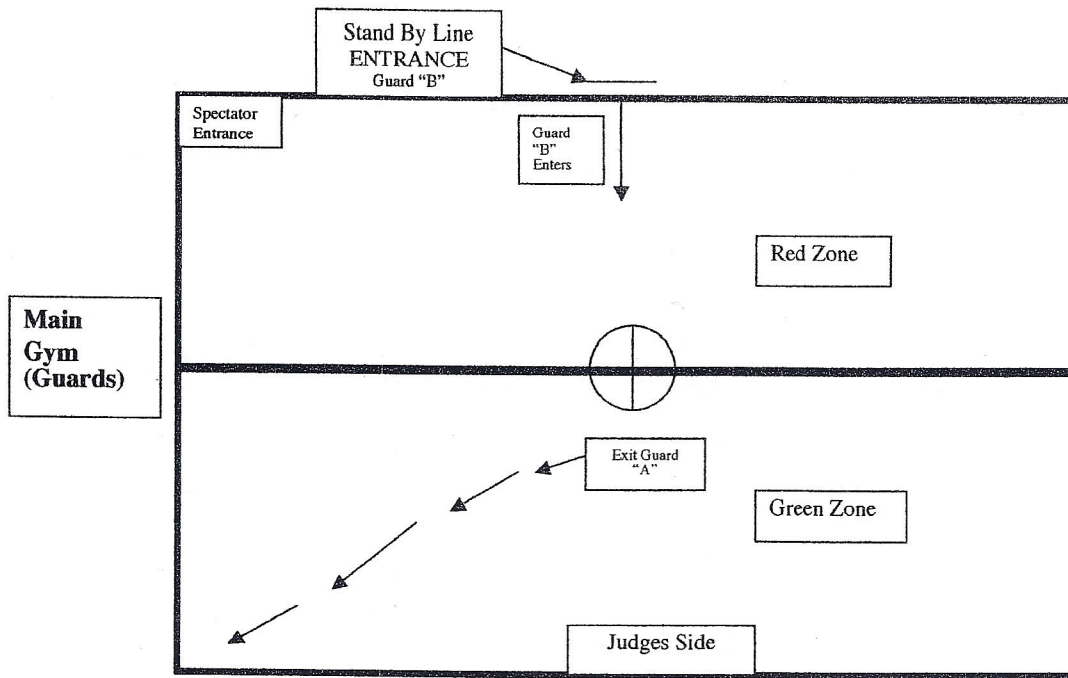 Stand By Line
ENTRANCE
Guard “B”
Spectator
Entrance
Guard
“B”
Enters
Red Zone
Main
Gym
(Guards)
Exit Guard
“A”
Green Zone
Judges Side